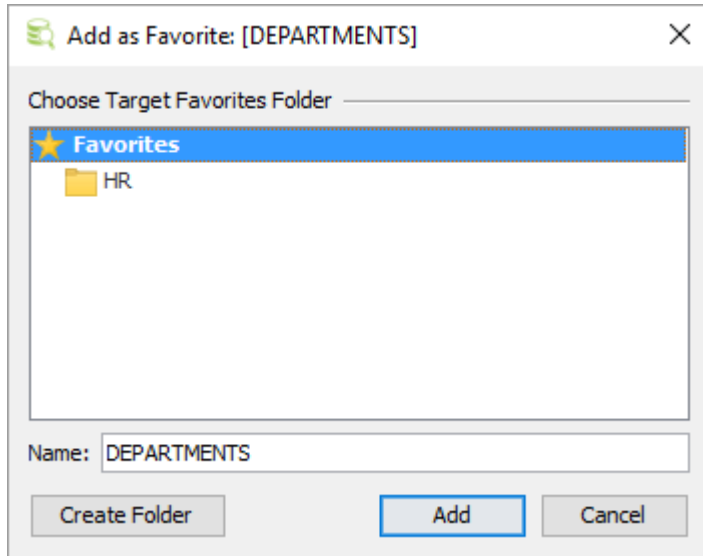 Add as Favorite: [DEPARTMENTS]
Choose Target Favorites Folder
Favorites
HR
Name: DEPARTMENTS
Create Folder Add Cancel